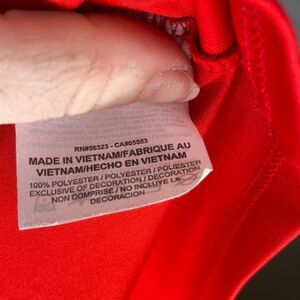 RN#56323 - CA#05553
MADE IN VIETNAM/FABRIQUE AU
VIETNAM/HECHO EN VIETNAM
100% POLYESTER / POLYESTER / POLIESTER
EXCLUSIVE OF DECORATION / DECORATION
NON COMPRISE / NO INCLUYE LA
DECORACION